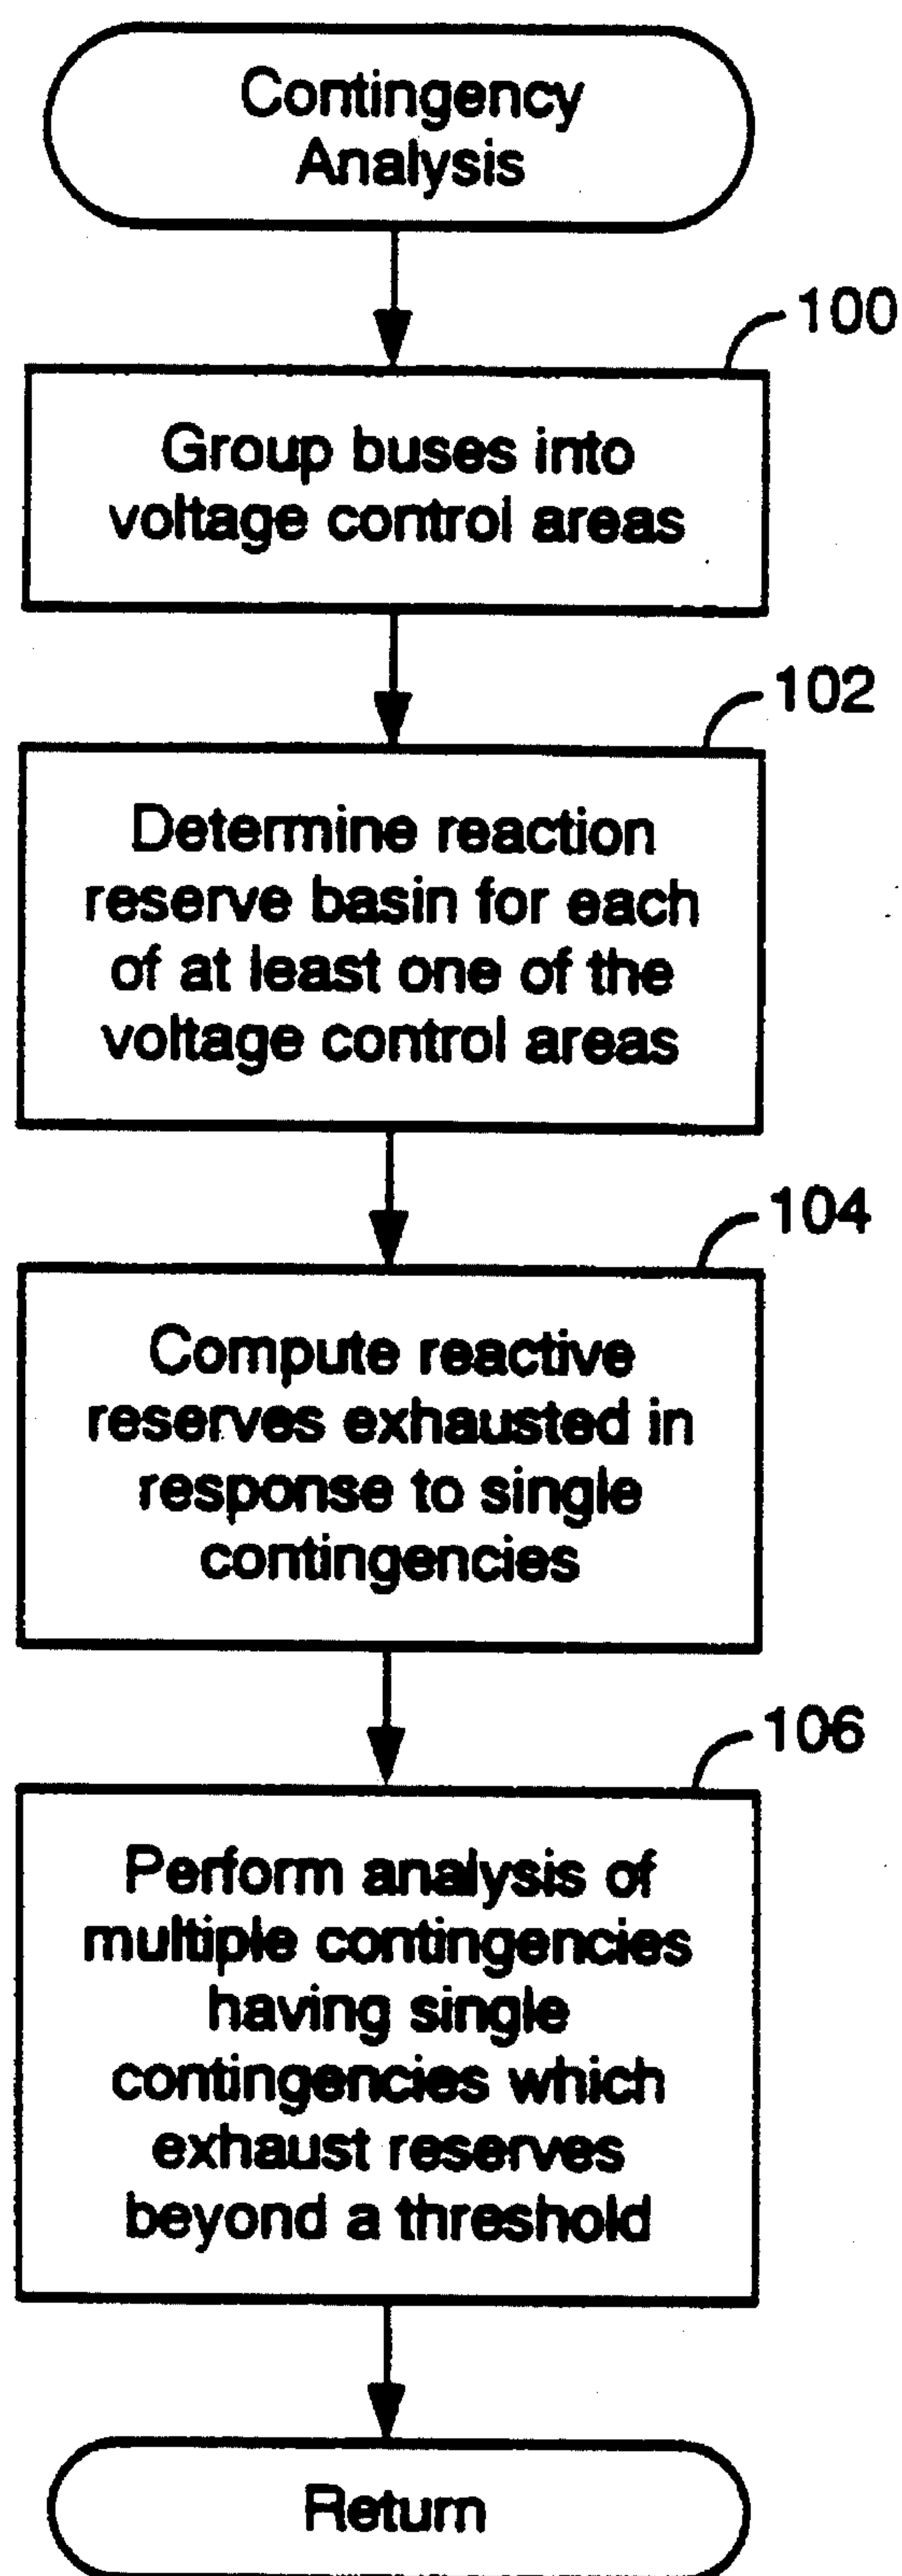 Contingency
Analysis
100
Group buses into
voltage control areas
102
Determine reaction
reserve basin for each
of at least one of the
voltage control areas
104
Compute reactive
reserves exhausted in
response to single
contingencies
106
Perform analysis of
multiple contingencies
having single
contingencies which
exhaust reserves
beyond a threshold
Return